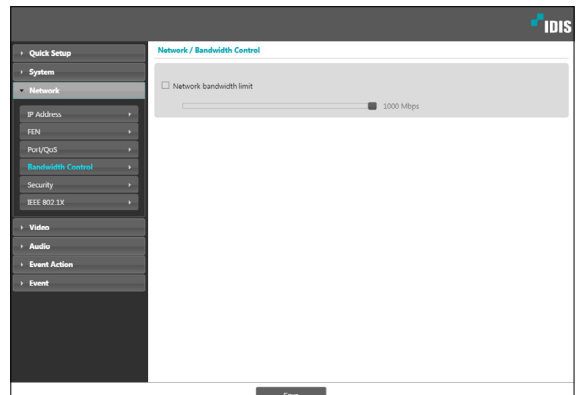 IDIS
Quick Setup
System
Network
IP Address
FEN
Port/QoS
Bandwidth Control
Security
IEEE 802.1X
Video
Audio
Event Action
Event
Network / Bandwidth Control
Network bandwidth limit
1000 Mbps
Save